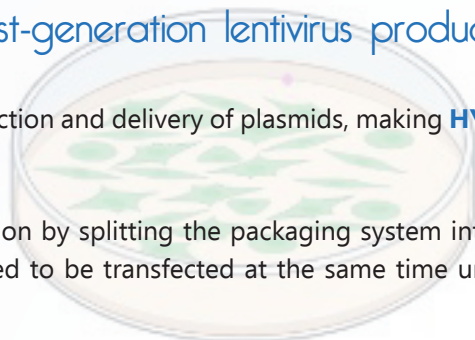 st-generation lentivirus produc
ction and delivery of plasmids, making HY
on by splitting the packaging system int
ed to be transfected at the same time un